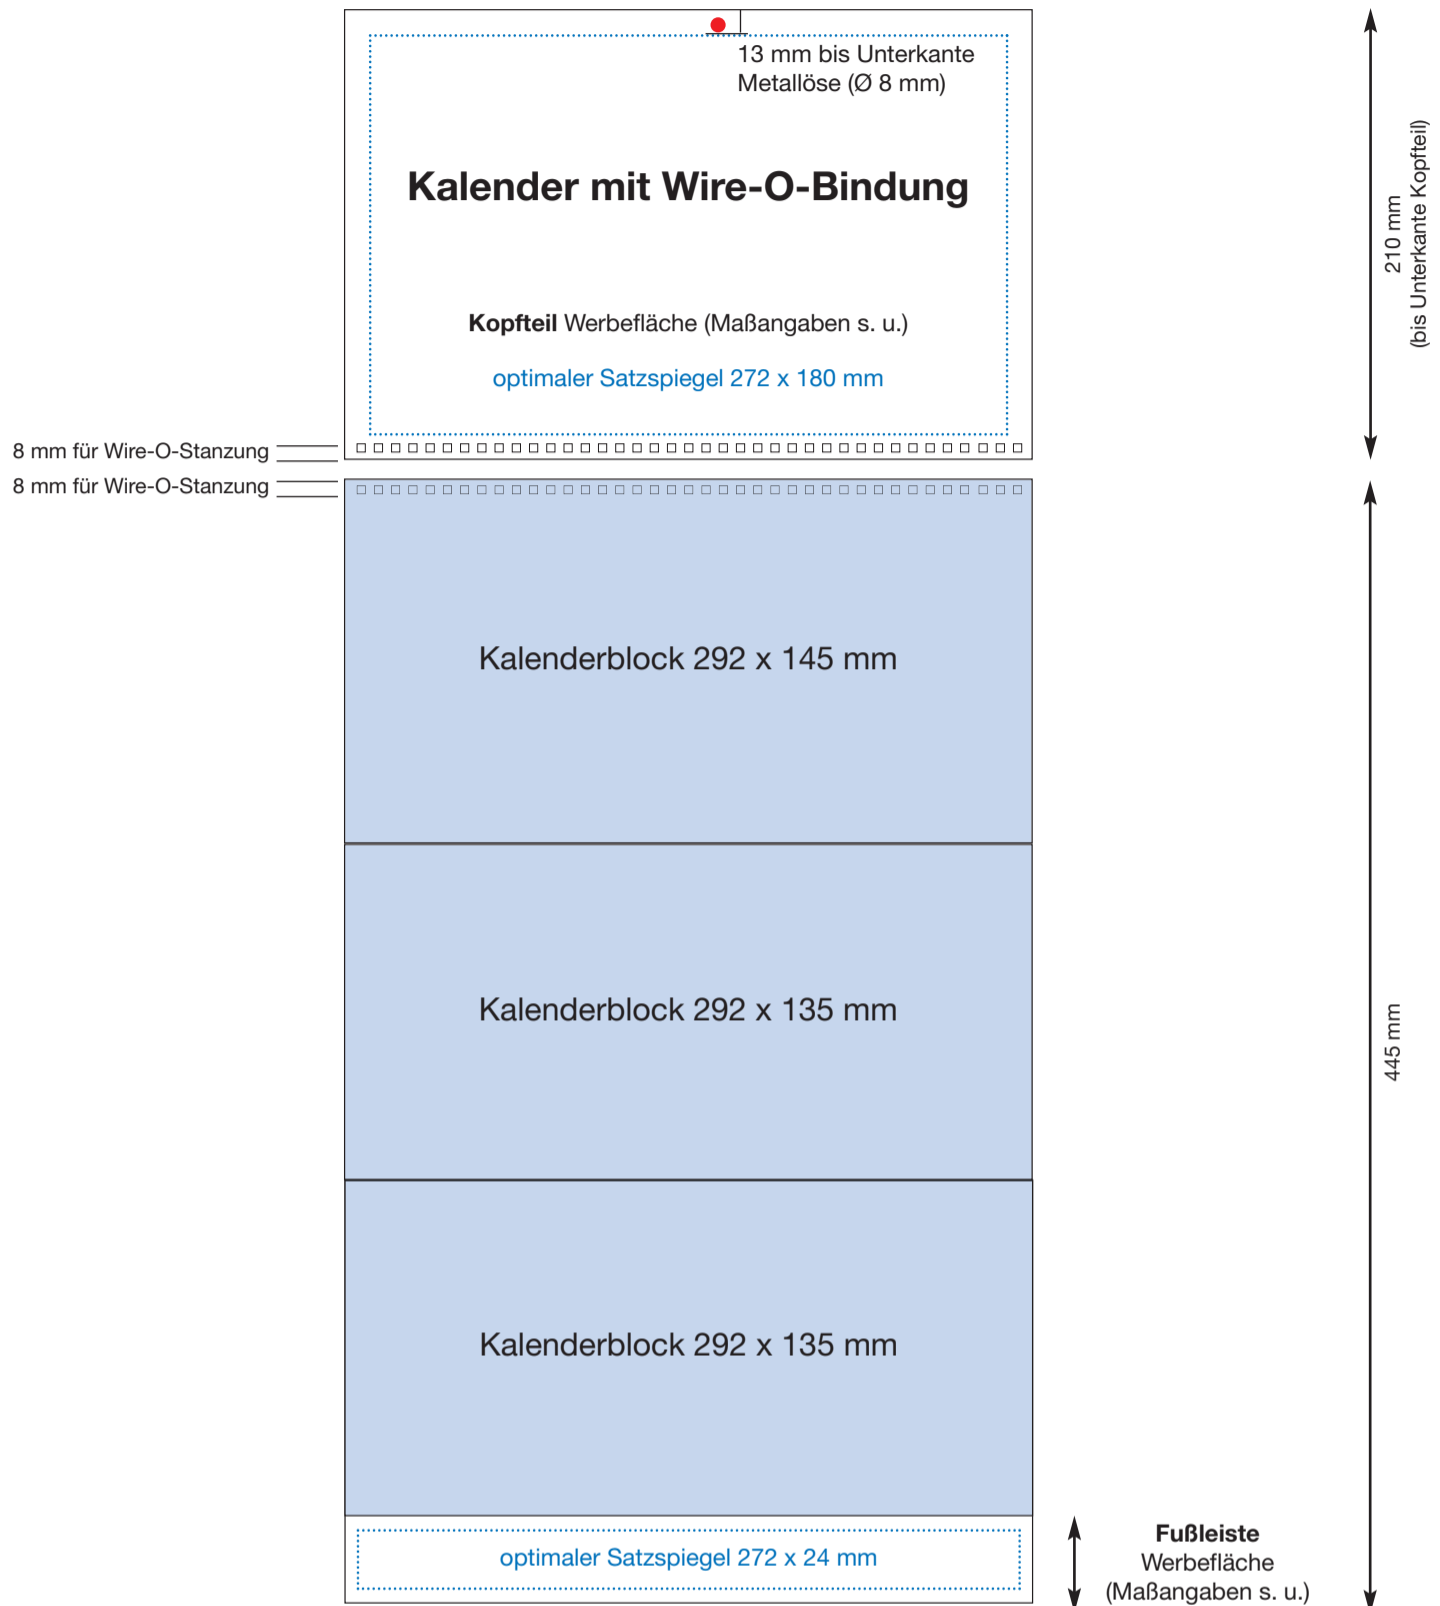 13 mm bis Unterkante
Metallöse (Ø 8 mm)
Kalender mit Wire-O-Bindung
Kopfteil Werbefläche (Maßangaben s. u.)
optimaler Satzspiegel 272 x 180 mm
210 mm
(bis Unterkante Kopfteil)
8 mm für Wire-O-Stanzung
8 mm für Wire-O-Stanzung
Kalenderblock 292 x 145 mm
Kalenderblock 292 x 135 mm
445 mm
Kalenderblock 292 x 135 mm
optimaler Satzspiegel 272 x 24 mm
Fußleiste
Werbefläche
(Maßangaben s. u.)